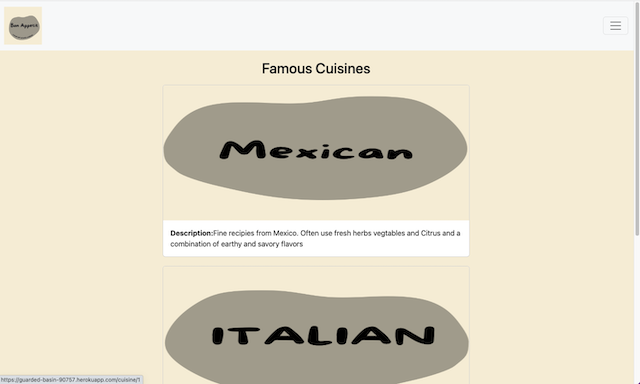 Bon Appetit
Famous Cuisines
Mexican
Description:Fine recipies from Mexico. Often use fresh herbs vegtables and Citrus and a
combination of earthy and savory flavors
ITALIAN
https://guarded-basin-90757.herokuapp.com/cuisine/1